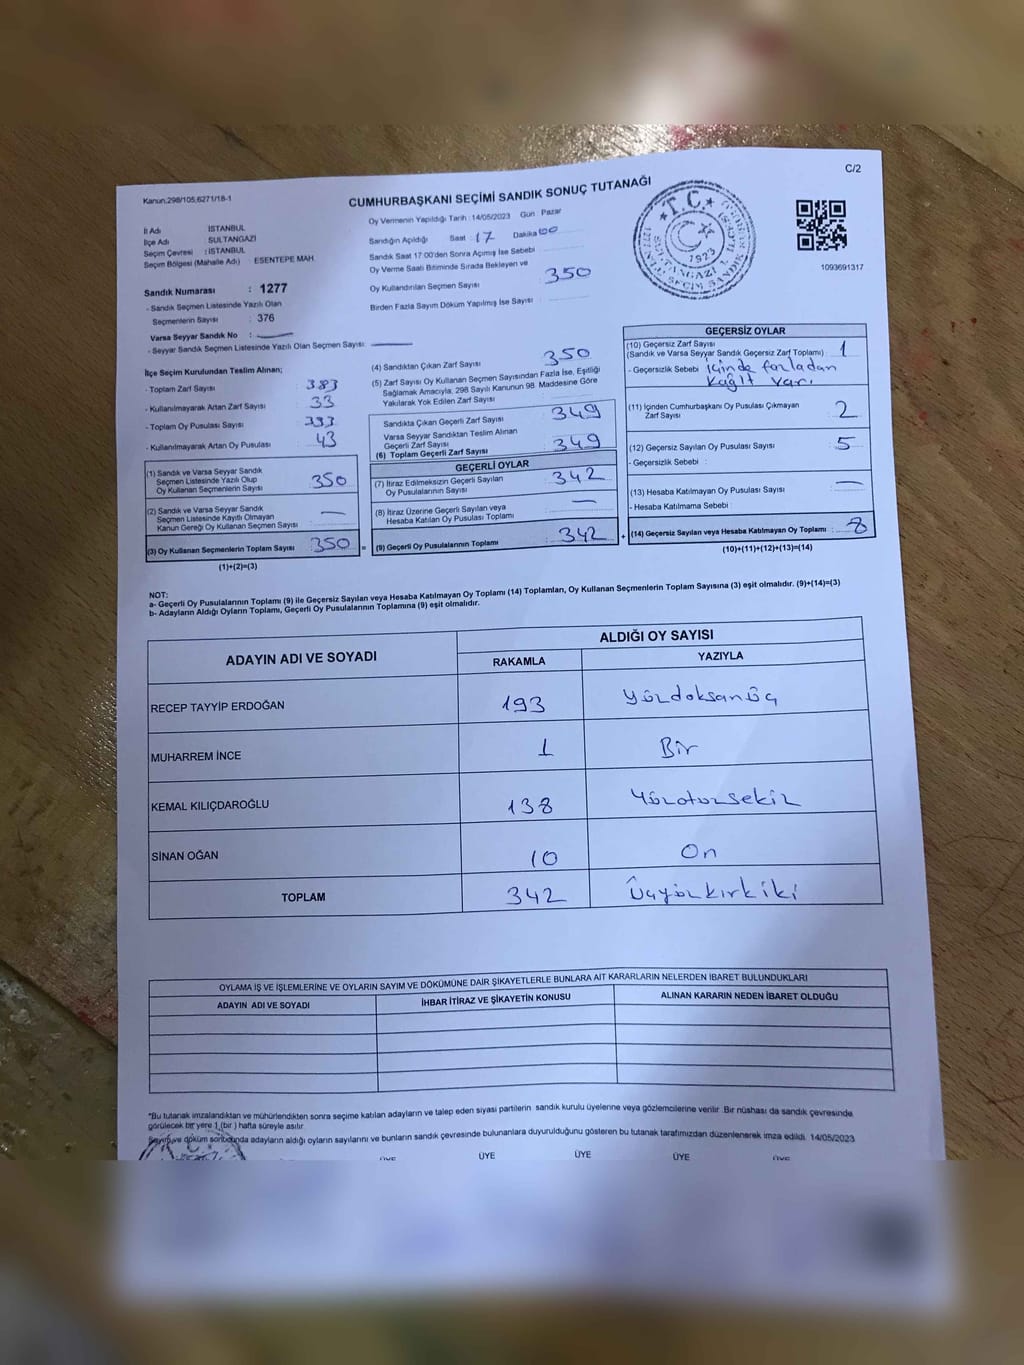 C/2
Kanun,298/105,6271/18-1
CUMHURBAŞKANI SEÇİMİ SANDIK SONUÇ TUTANAĞI
İl Adı : İSTANBUL
İlçe Adı : SULTANGAZİ
Seçim Çevresi : İSTANBUL
Seçim Bölgesi (Mahalle Adı) ESENTEPE MAH.
Sandık Numarası : 1277
- Sandık Seçmen Listesinde Yazılı Olan
Seçmenlerin Sayısı : 376
Varsa Seyyar Sandık No :
- Seyyar Sandık Seçmen Listesinde Yazılı Olan Seçmen Sayısı :
Oy Vermenin Yapıldığı Tarih :14/05/2023 Gün : Pazar
Sandığın Açıldığı Saat : 17 Dakika 00
Sandık Saat 17:00'den Sonra Açımış İse Sebebi
Oy Verme Saati Bitiminde Sırada Bekleyen ve
Oy Kullandırılan Seçmen Sayısı : 350
Birden Fazla Sayım Döküm Yapılmış İse Sayısı :
T.C.
1923
1093691317
İlçe Seçim Kurulundan Teslim Alınan;
- Toplam Zarf Sayısı : 383
- Kullanılmayarak Artan Zarf Sayısı : 33
- Toplam Oy Pusulası Sayısı : 393
- Kullanılmayarak Artan Oy Pusulası : 43
(1) Sandık ve Varsa Seyyar Sandık
Seçmen Listesinde Yazılı Olup
Oy Kullanan Seçmenlerin Sayısı : 350
(2) Sandık ve Varsa Seyyar Sandık
Seçmen Listesinde Kayıtlı Olmayan
Kanun Gereği Oy Kullanan Seçmen Sayısı :
(3) Oy Kullanan Seçmenlerin Toplam Sayısı : 350
(1)+(2)=(3)
(4) Sandıktan Çıkan Zarf Sayısı : 350
(5) Zarf Sayısı Oy Kullanan Seçmen Sayısından Fazla İse, Eşitliği
Sağlamak Amacıyla; 298 Sayılı Kanunun 98. Maddesine Göre
Yakılarak Yok Edilen Zarf Sayısı :
Sandıkta Çıkan Geçerli Zarf Sayısı : 349
Varsa Seyyar Sandıktan Teslim Alınan
Geçerli Zarf Sayısı
(6) Toplam Geçerli Zarf Sayısı : 349
GEÇERLİ OYLAR
(7) İtiraz Edilmeksizin Geçerli Sayılan
Oy Pusulalarının Sayısı : 342
(8) İtiraz Üzerine Geçerli Sayılan veya
Hesaba Katılan Oy Pusulası Toplamı :
= (9) Geçerli Oy Pusulalarının Toplamı : 342 +
GEÇERSİZ OYLAR
(10) Geçersiz Zarf Sayısı
(Sandık ve Varsa Seyyar Sandık Geçersiz Zarf Toplamı) : 1
- Geçersizlik Sebebi : içinde fazladan
kağıt var.
(11) İçinden Cumhurbaşkanı Oy Pusulası Çıkmayan
Zarf Sayısı : 2
(12) Geçersiz Sayılan Oy Pusulası Sayısı : 5
- Geçersizlik Sebebi :
(13) Hesaba Katılmayan Oy Pusulası Sayısı :
- Hesaba Katılmama Sebebi :
(14) Geçersiz Sayılan veya Hesaba Katılmayan Oy Toplamı : 8
(10)+(11)+(12)+(13)=(14)
NOT:
a- Geçerli Oy Pusulalarının Toplamı (9) ile Geçersiz Sayılan veya Hesaba Katılmayan Oy Toplamı (14) Toplamları, Oy Kullanan Seçmenlerin Toplam Sayısına (3) eşit olmalıdır. (9)+(14)=(3)
b- Adayların Aldığı Oyların Toplamı, Geçerli Oy Pusulalarının Toplamına (9) eşit olmalıdır.
ADAYIN ADI VE SOYADI ALDIĞI OY SAYISI
RAKAMLA YAZIYLA
RECEP TAYYİP ERDOĞAN 193 Yüzdoksanüç
MUHARREM İNCE 1 Bir
KEMAL KILIÇDAROĞLU 138 Yüzotuzsekiz
SİNAN OĞAN 10 On
TOPLAM 342 Üçyüzkırkiki
OYLAMA İŞ VE İŞLEMLERİNE VE OYLARIN SAYIM VE DÖKÜMÜNE DAİR ŞİKAYETLERLE BUNLARA AİT KARARLARIN NELERDEN İBARET BULUNDUKLARI
ADAYIN ADI VE SOYADI İHBAR İTİRAZ VE ŞİKAYETİN KONUSU ALINAN KARARIN NEDEN İBARET OLDUĞU
*Bu tutanak imzalandıktan ve mühürlendikten sonra seçime katılan adayların ve talep eden siyasi partilerin sandık kurulu üyelerine veya gözlemcilerine verilir. Bir nüshası da sandık çevresinde
görülecek bir yere 1 (bir ) hafta süreyle asılır.
Sayım ve döküm sonucunda adayların aldığı oyların sayılarını ve bunların sandık çevresinde bulunanlara duyurulduğunu gösteren bu tutanak tarafımızdan düzenlenerek imza edildi. 14/05/2023
ÜYE ÜYE ÜYE ÜYE ÜYE